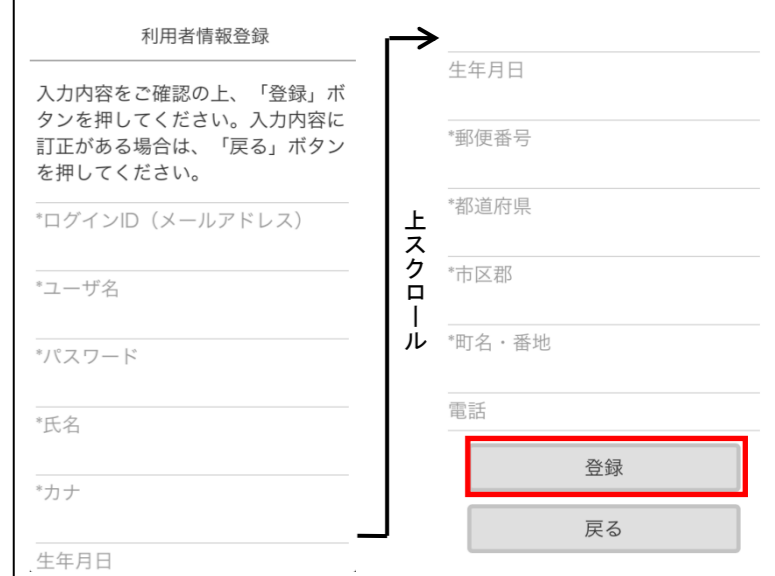 利用者情報登録
入力内容をご確認の上、「登録」ボ
タンを押してください。入力内容に
訂正がある場合は、「戻る」ボタン
を押してください。
*ログインID（メールアドレス）
*ユーザ名
*パスワード
*氏名
*カナ
生年月日
上スクロール
生年月日
*郵便番号
*都道府県
*市区郡
*町名・番地
電話
登録
戻る